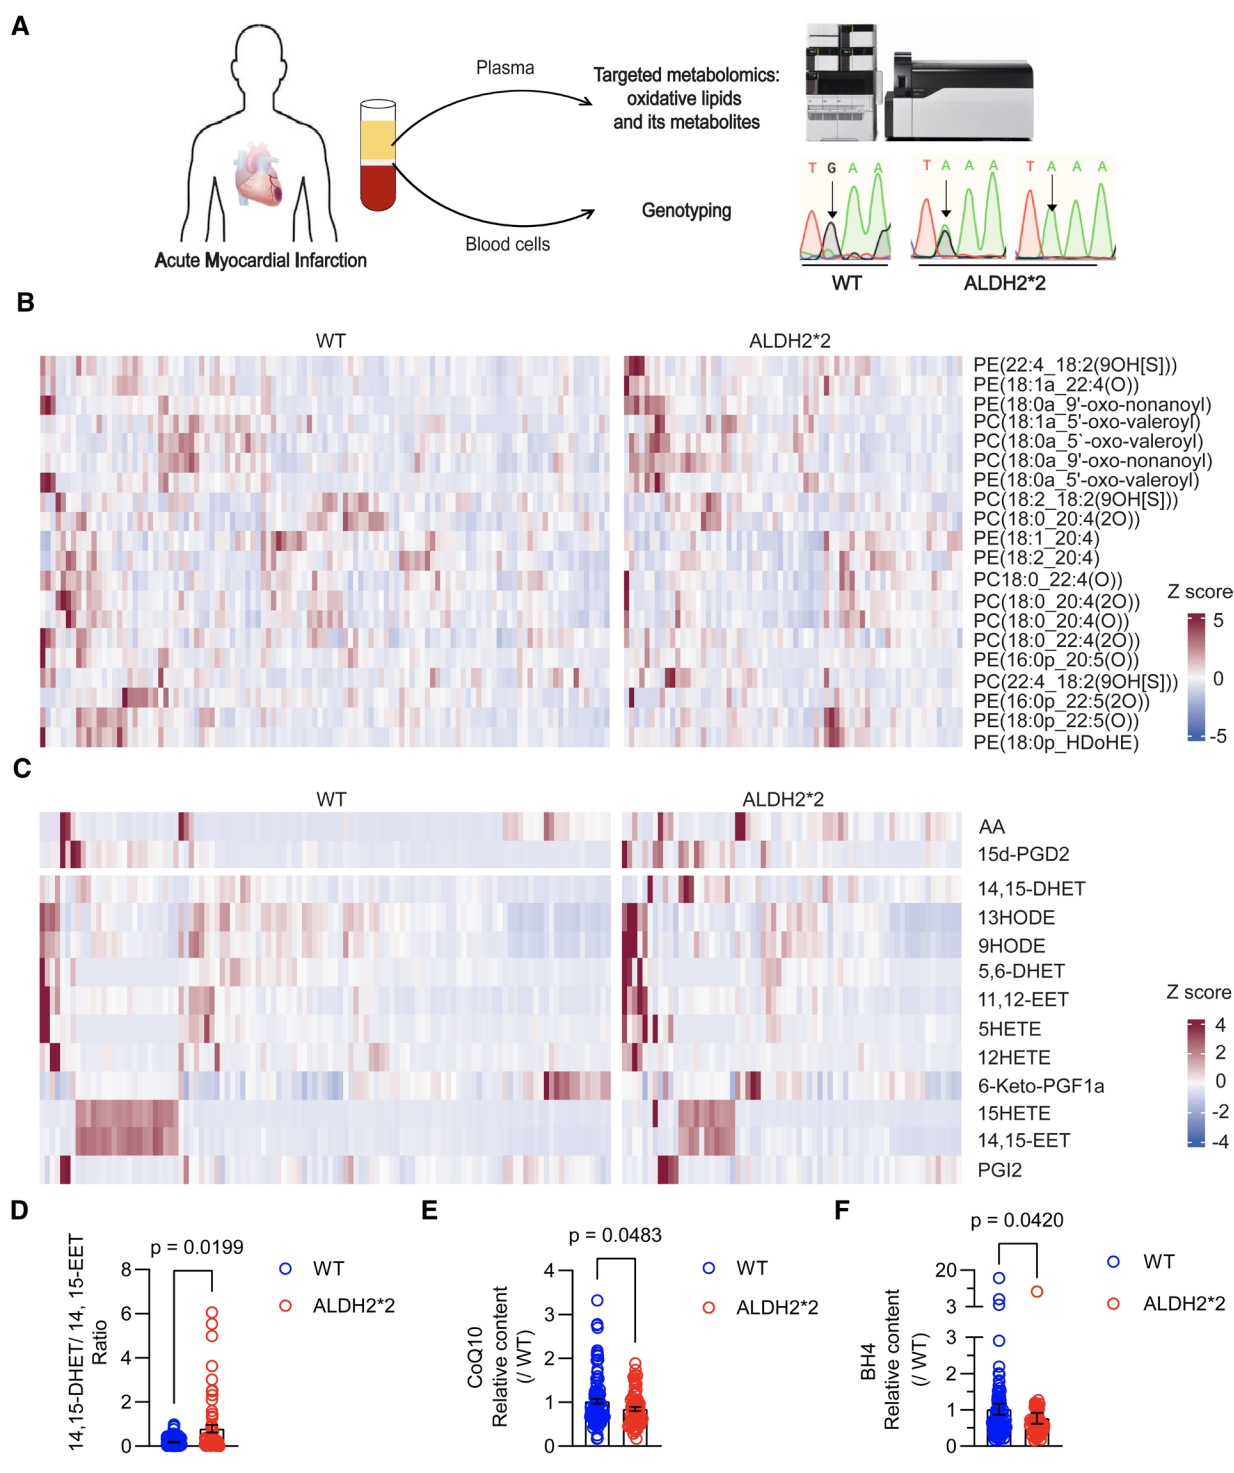 A
Plasma
Targeted metabolomics:
oxidative lipids
and its metabolites
Genotyping
Blood cells
Acute Myocardial Infarction
T G A A
T A A A
T A A A
WT
ALDH2*2
B
WT
ALDH2*2
PE(22:4_18:2(9OH[S]))
PE(18:1a_22:4(O))
PE(18:0a_9'-oxo-nonanoyl)
PC(18:1a_5'-oxo-valeroyl)
PC(18:0a_5`-oxo-valeroyl)
PC(18:0a_9'-oxo-nonanoyl)
PE(18:0a_5'-oxo-valeroyl)
PC(18:2_18:2(9OH[S]))
PC(18:0_20:4(2O))
PE(18:1_20:4)
PE(18:2_20:4)
PC18:0_22:4(O))
PC(18:0_20:4(2O))
PC(18:0_20:4(O))
PC(18:0_22:4(2O))
PE(16:0p_20:5(O))
PC(22:4_18:2(9OH[S]))
PE(16:0p_22:5(2O))
PE(18:0p_22:5(O))
PE(18:0p_HDoHE)
Z score
5
0
-5
C
WT
ALDH2*2
AA
15d-PGD2
14,15-DHET
13HODE
9HODE
5,6-DHET
11,12-EET
5HETE
12HETE
6-Keto-PGF1a
15HETE
14,15-EET
PGI2
Z score
4
2
0
-2
-4
D
14,15-DHET/ 14, 15-EET
Ratio
p = 0.0199
8
6
4
2
0
WT
ALDH2*2
E
CoQ10
Relative content
(/ WT)
p = 0.0483
4
3
2
1
0
WT
ALDH2*2
F
BH4
Relative content
(/ WT)
p = 0.0420
20
3
3
2
1
0
WT
ALDH2*2